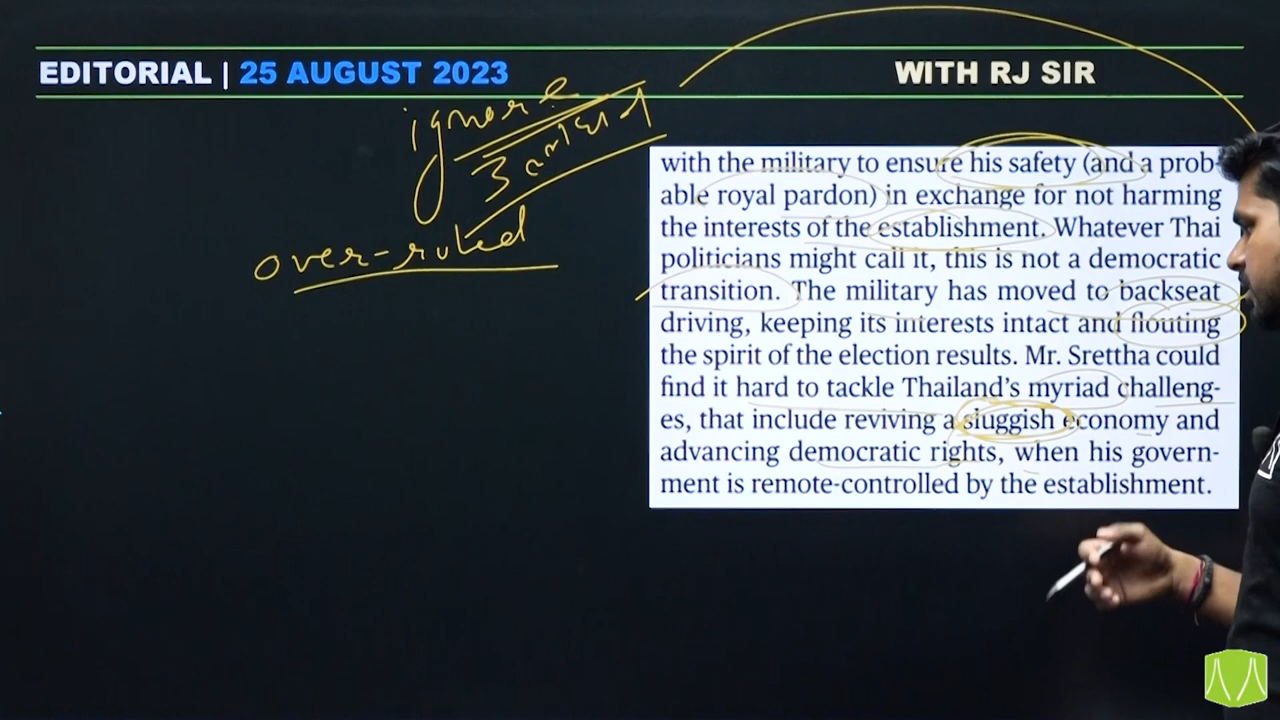 EDITORIAL | 25 AUGUST 2023
WITH RJ SIR
ignore
over-ruled
with the military to ensure his safety (and a prob-
able royal pardon) in exchange for not harming
the interests of the establishment. Whatever Thai
politicians might call it, this is not a democratic
transition. The military has moved to backseat
driving, keeping its interests intact and flouting
the spirit of the election results. Mr. Srettha could
find it hard to tackle Thailand's myriad challeng-
es, that include reviving a sluggish economy and
advancing democratic rights, when his govern-
ment is remote-controlled by the establishment.